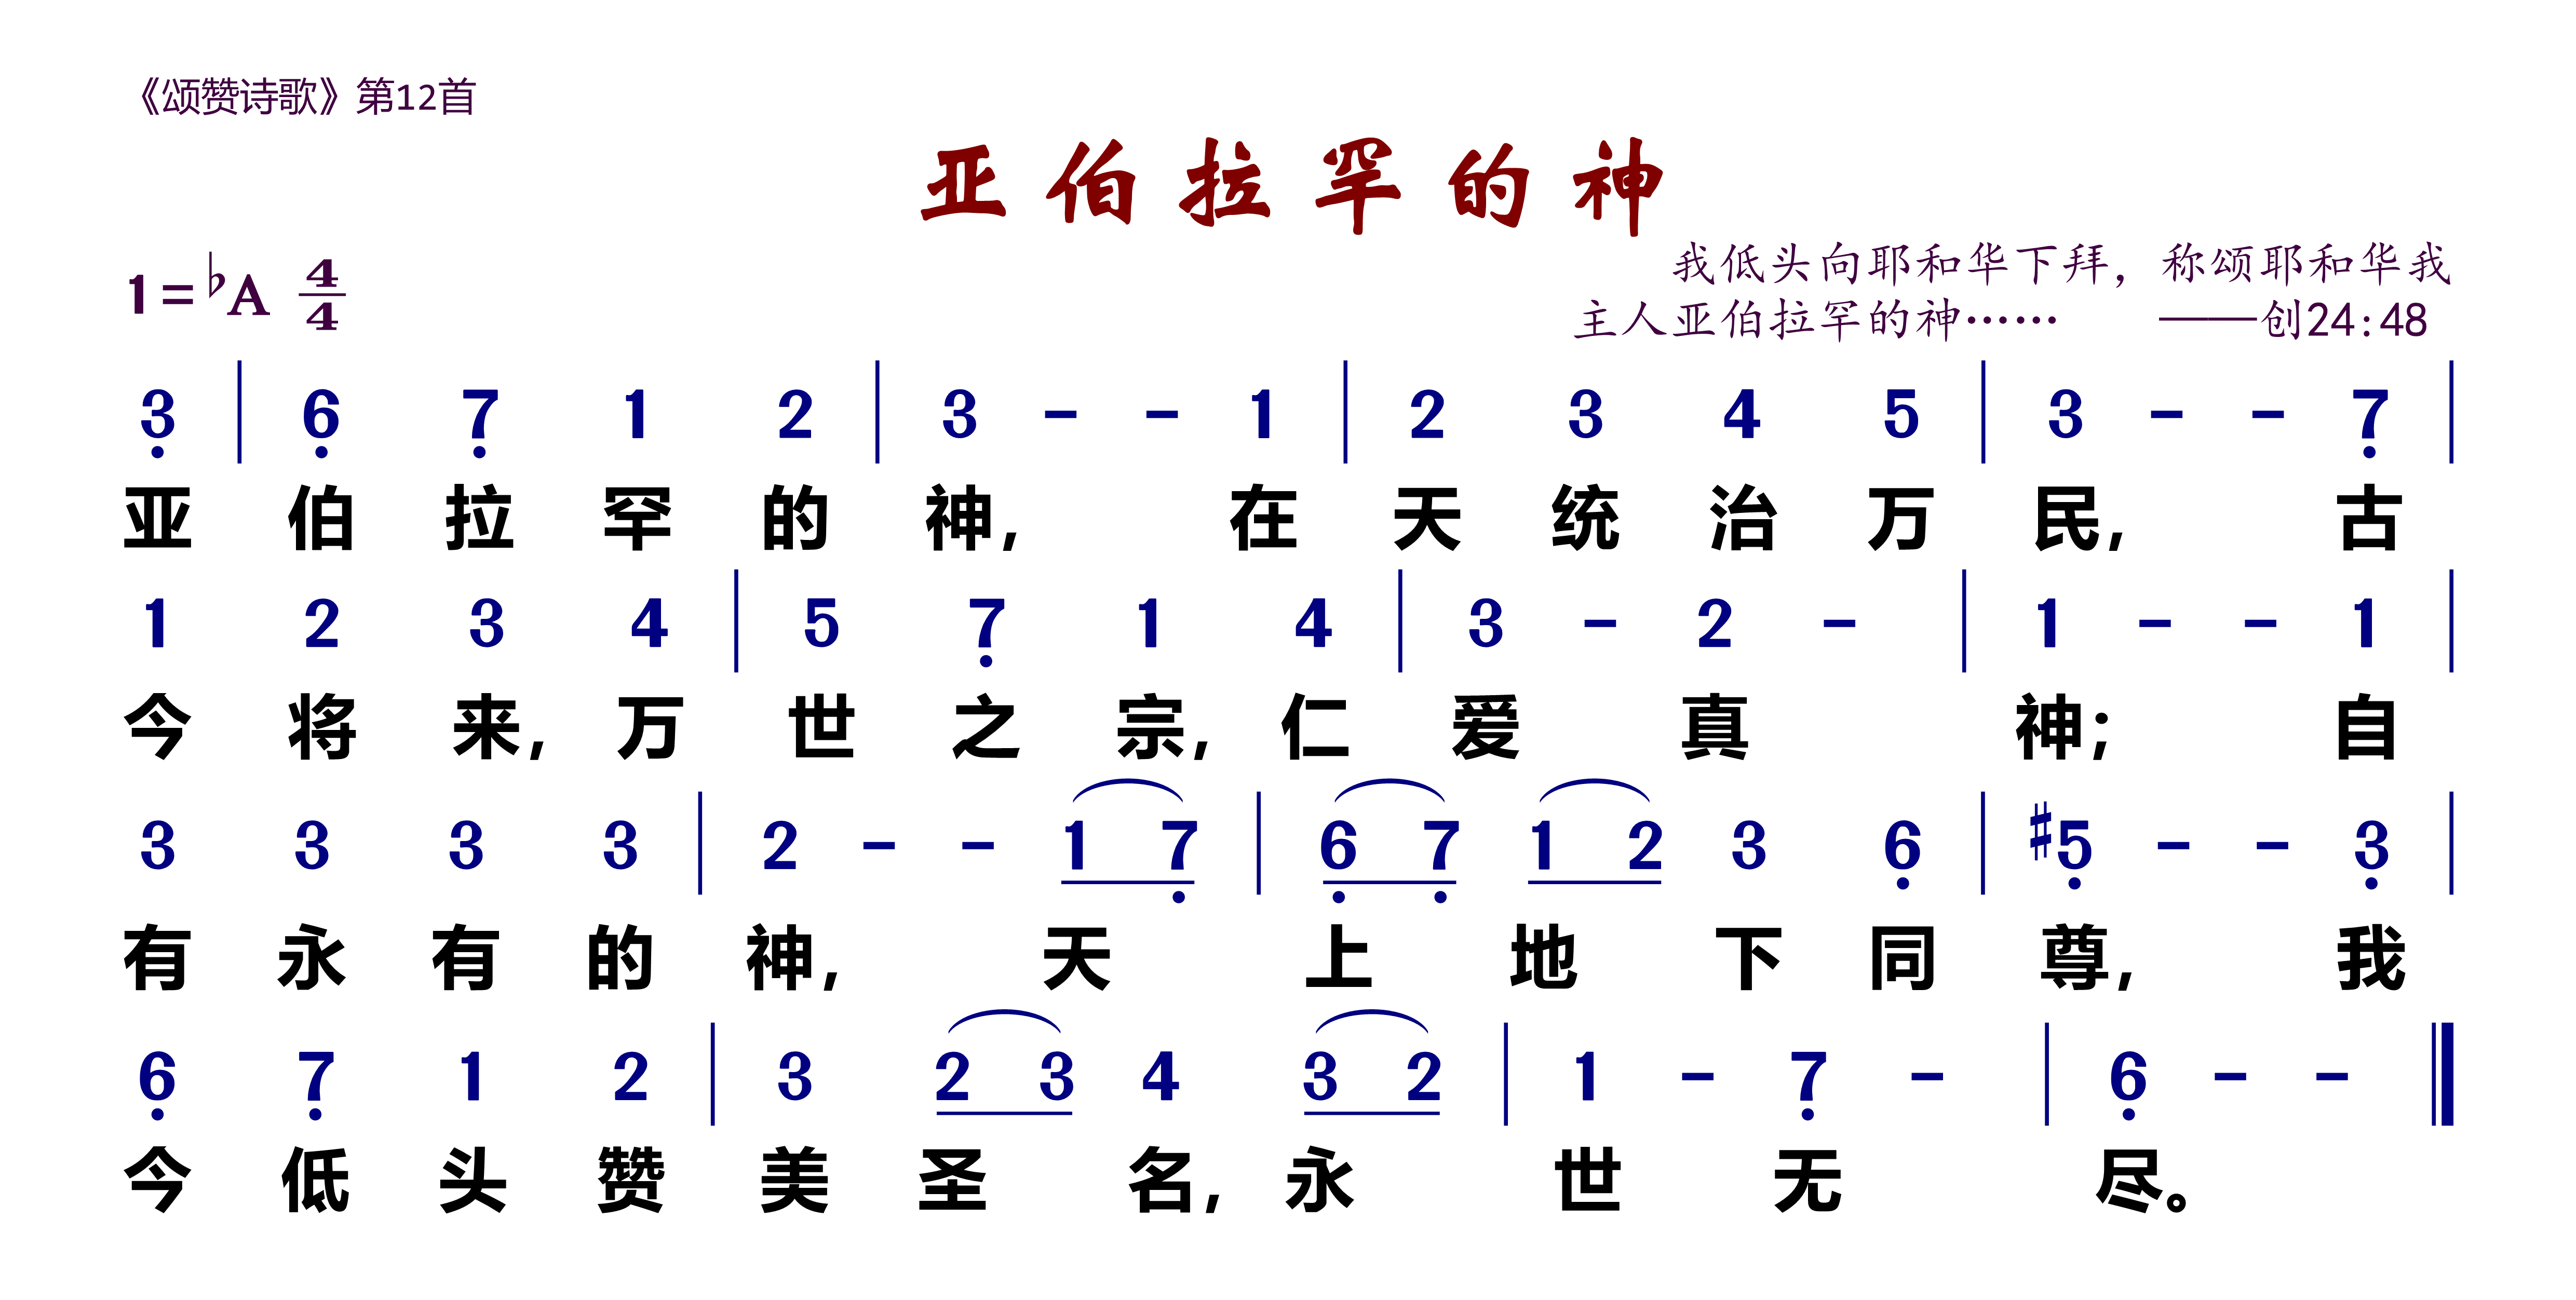 《颂赞诗歌》第12首
亚伯拉罕的神
1=♭A 4/4
我低头向耶和华下拜，称颂耶和华我
主人亚伯拉罕的神…… ——创24:48
3̣ | 6̣ 7̣ 1 2 | 3 - - 1 | 2 3 4 5 | 3 - - 7̣ |
亚伯拉罕的神，在天统治万民，古
1 2 3 4 | 5 7̣ 1 4 | 3 - 2 - | 1 - - 1 |
今将来，万世之宗，仁爱真神；自
3 3 3 3 | 2 - - 1 7̣ | 6̣ 7̣ 1 2 3 6̣ | #5̣ - - 3̣ |
有永有的神，天上地下同尊，我
6̣ 7̣ 1 2 | 3 2 3 4 3 2 | 1 - 7̣ - | 6̣ - - ‖
今低头赞美圣名，永世无尽。